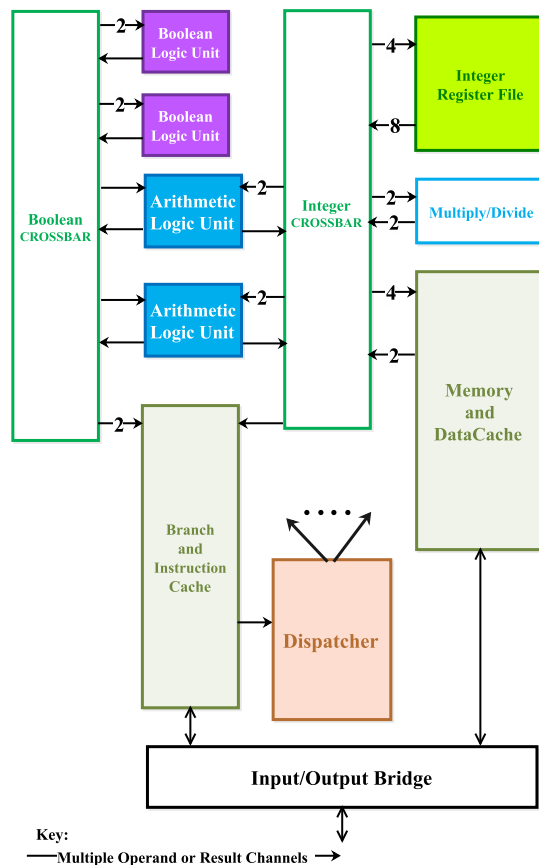 2
Boolean
Logic Unit
2
Boolean
Logic Unit
Boolean
CROSSBAR
Arithmetic
Logic Unit
2
Arithmetic
Logic Unit
2
Integer
CROSSBAR
4
Integer
Register File
8
2
Multiply/Divide
2
4
2
Memory
and
DataCache
2
Branch
and
Instruction
Cache
Dispatcher
Input/Output Bridge
Key:
Multiple Operand or Result Channels